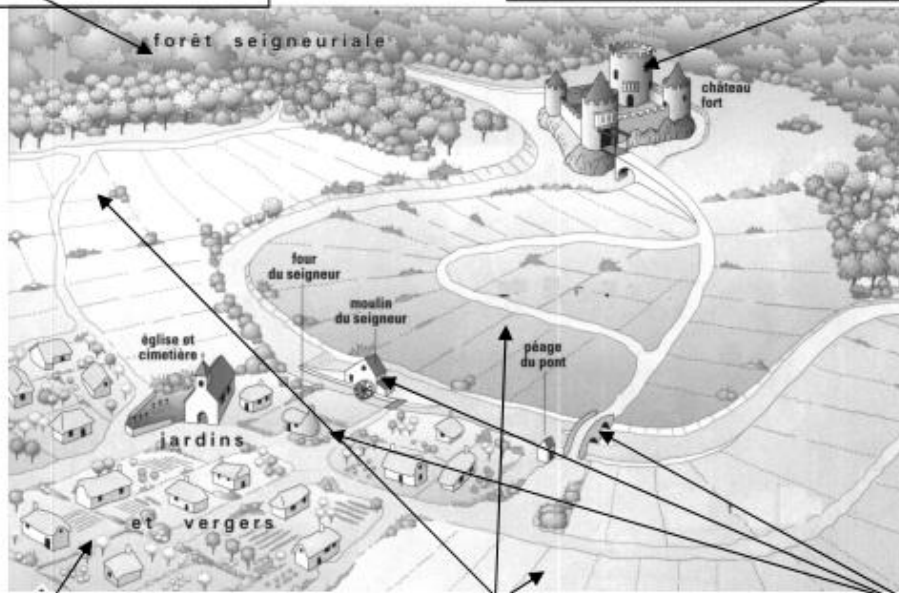 forêt seigneuriale
château
fort
four
du seigneur
moulin
du seigneur
église et
cimetière
péage
du pont
jardins
et vergers